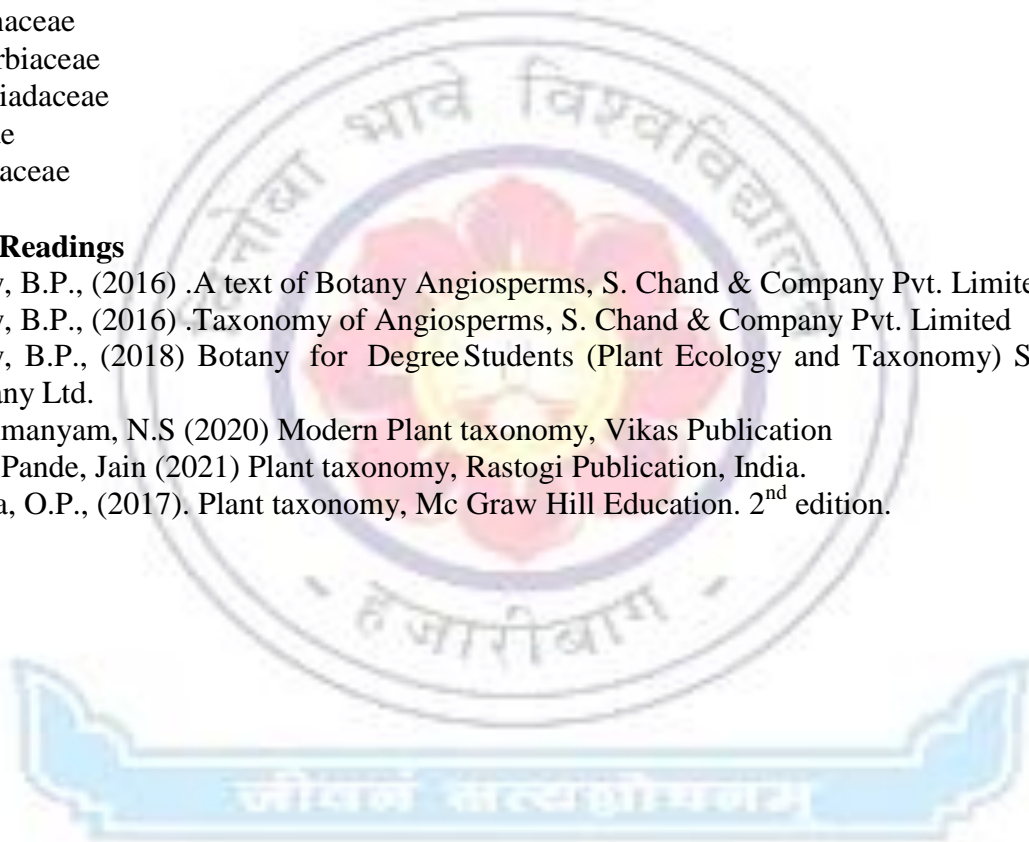 naceae
rbiaceae
iadaceae
e
aceae
Readings
y, B.P., (2016) .A text of Botany Angiosperms, S. Chand & Company Pvt. Limite
y, B.P., (2016) .Taxonomy of Angiosperms, S. Chand & Company Pvt. Limited
y, B.P., (2018) Botany for Degree Students (Plant Ecology and Taxonomy) S
any Ltd.
manyam, N.S (2020) Modern Plant taxonomy, Vikas Publication
Pande, Jain (2021) Plant taxonomy, Rastogi Publication, India.
a, O.P., (2017). Plant taxonomy, Mc Graw Hill Education. 2nd edition.
विनोबा भावे विश्वविद्यालय
- हजारीबाग -